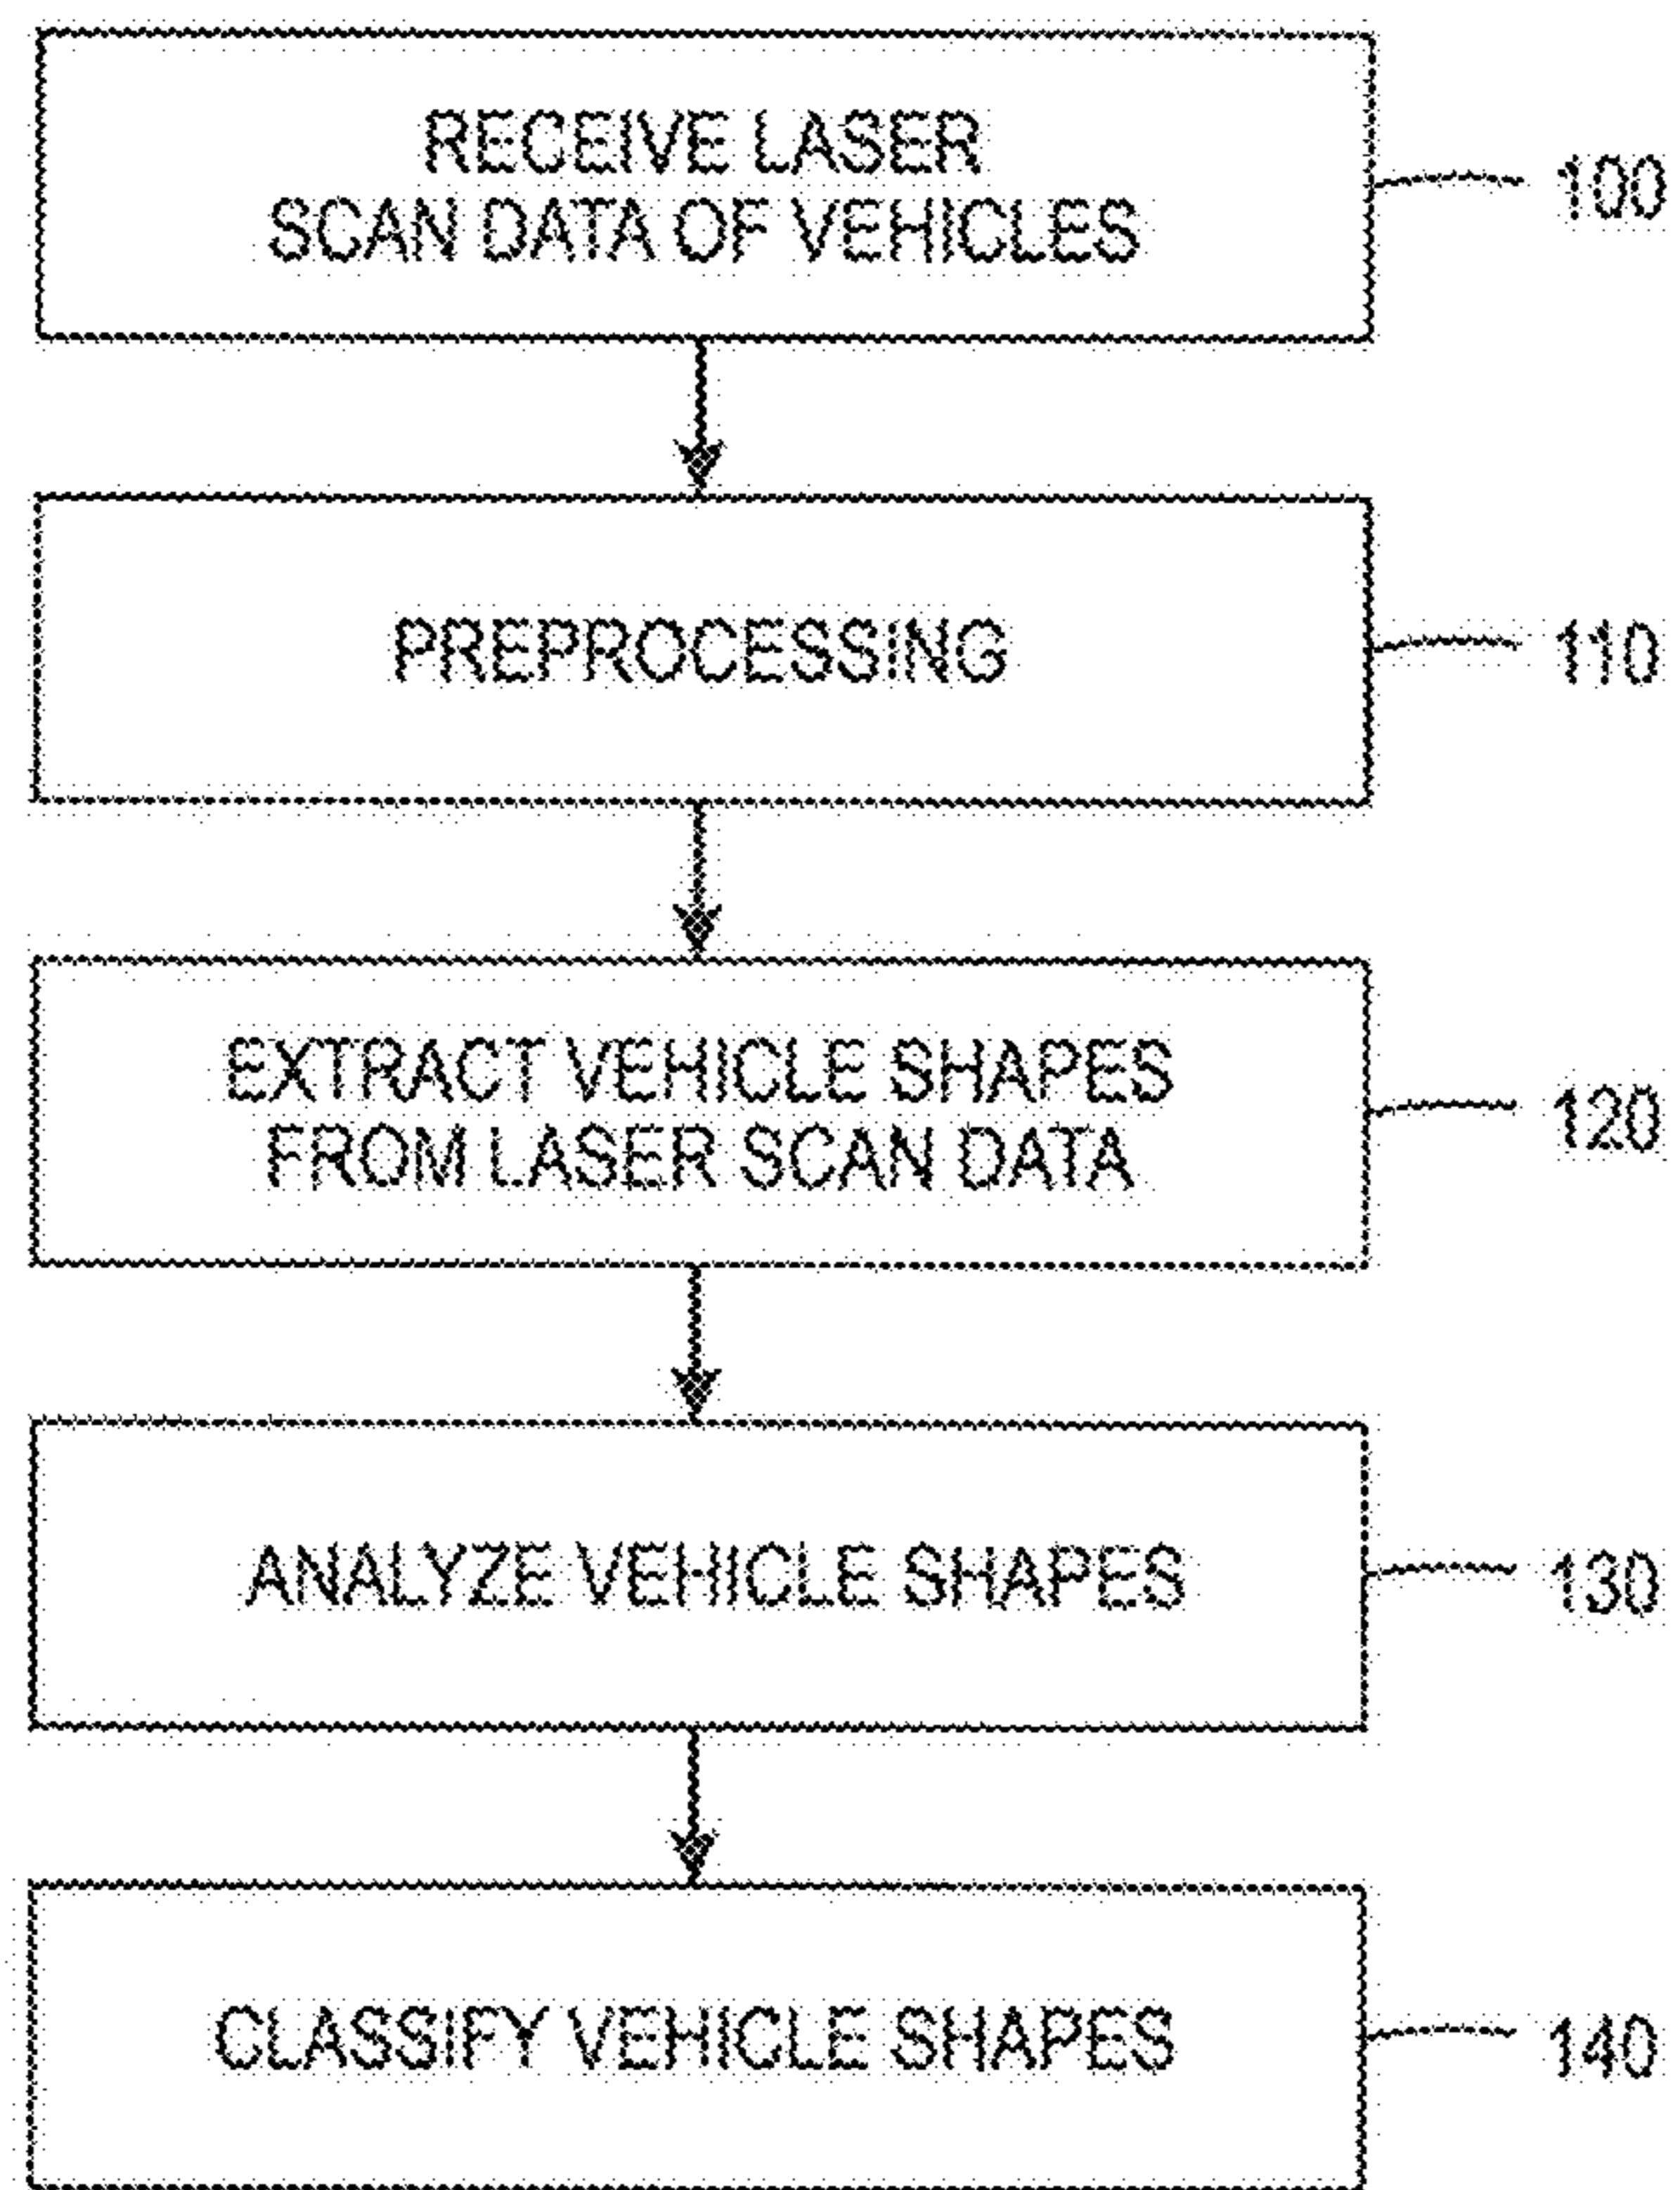 RECEIVE LASER
SCAN DATA OF VEHICLES
100
PREPROCESSING
110
EXTRACT VEHICLE SHAPES
FROM LASER SCAN DATA
120
ANALYZE VEHICLE SHAPES
130
CLASSIFY VEHICLE SHAPES
140